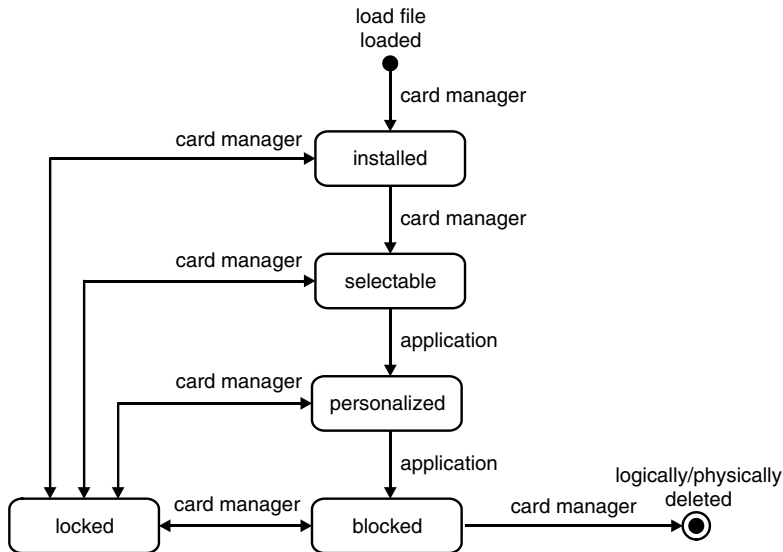 load file
loaded
card manager
card manager
installed
card manager
card manager
selectable
application
card manager
personalized
application
logically/physically
deleted
card manager
card manager
locked
blocked